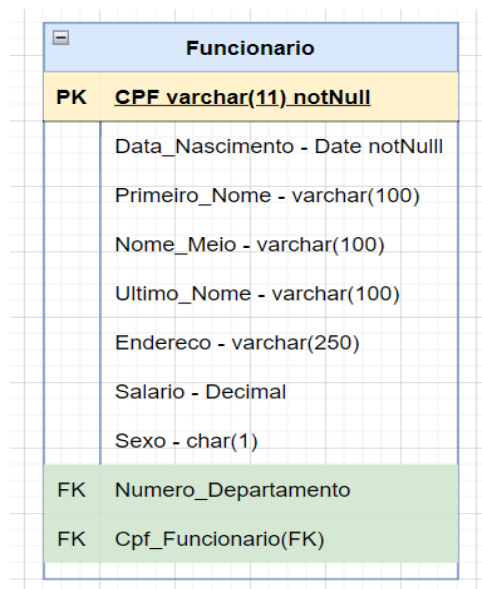 Funcionario
PK CPF varchar(11) notNull
Data_Nascimento - Date notNulll
Primeiro_Nome - varchar(100)
Nome_Meio - varchar(100)
Ultimo_Nome - varchar(100)
Endereco - varchar(250)
Salario - Decimal
Sexo - char(1)
FK Numero_Departamento
FK Cpf_Funcionario(FK)